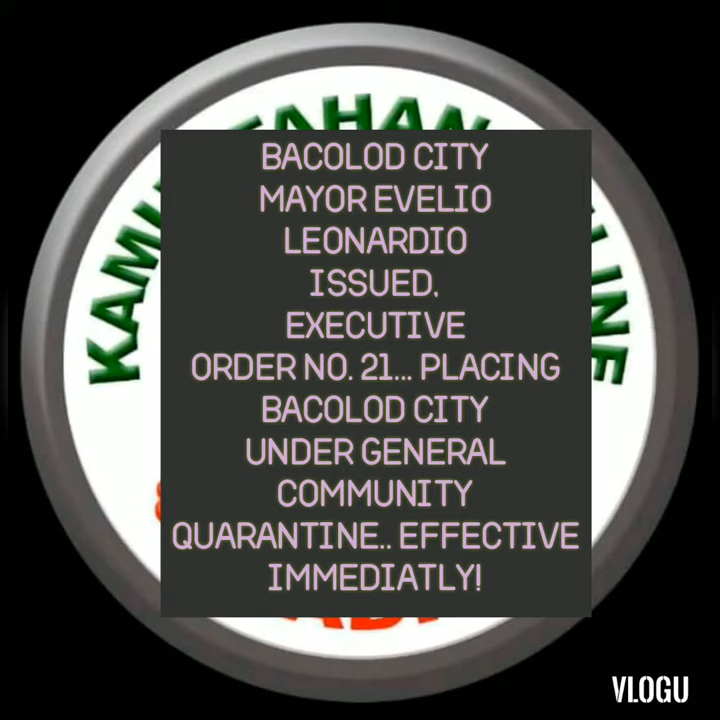 BACOLOD CITY
MAYOR EVELIO
LEONARDIO
ISSUED,
EXECUTIVE
ORDER NO. 21... PLACING
BACOLOD CITY
UNDER GENERAL
COMMUNITY
QUARANTINE.. EFFECTIVE
IMMEDIATLY!
VLOGU